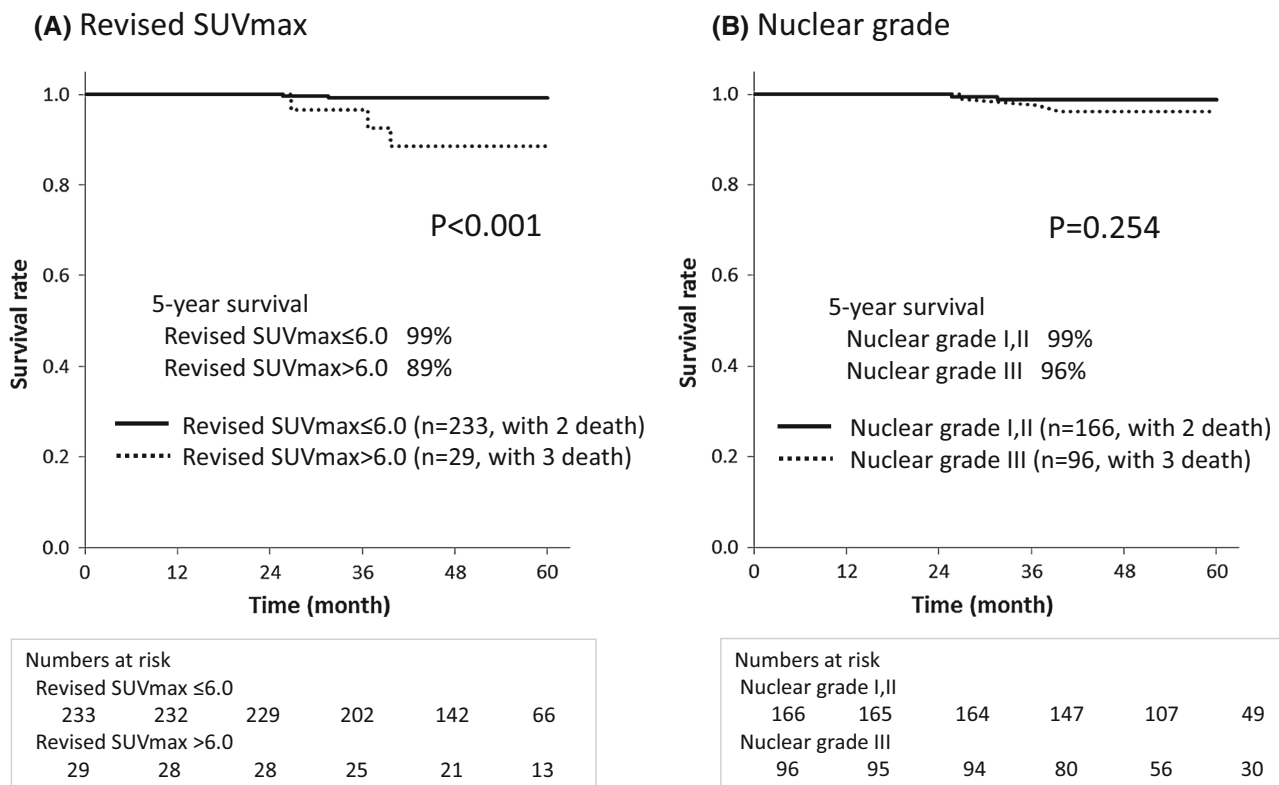 (A) Revised SUVmax
1.0
0.8
0.6
0.4
0.2
0.0
Survival rate
P<0.001
5-year survival
Revised SUVmax≤6.0 99%
Revised SUVmax>6.0 89%
Revised SUVmax≤6.0 (n=233, with 2 death)
Revised SUVmax>6.0 (n=29, with 3 death)
0 12 24 36 48 60
Time (month)
Numbers at risk
Revised SUVmax ≤6.0
233 232 229 202 142 66
Revised SUVmax >6.0
29 28 28 25 21 13
(B) Nuclear grade
1.0
0.8
0.6
0.4
0.2
0.0
Survival rate
P=0.254
5-year survival
Nuclear grade I,II 99%
Nuclear grade III 96%
Nuclear grade I,II (n=166, with 2 death)
Nuclear grade III (n=96, with 3 death)
0 12 24 36 48 60
Time (month)
Numbers at risk
Nuclear grade I,II
166 165 164 147 107 49
Nuclear grade III
96 95 94 80 56 30